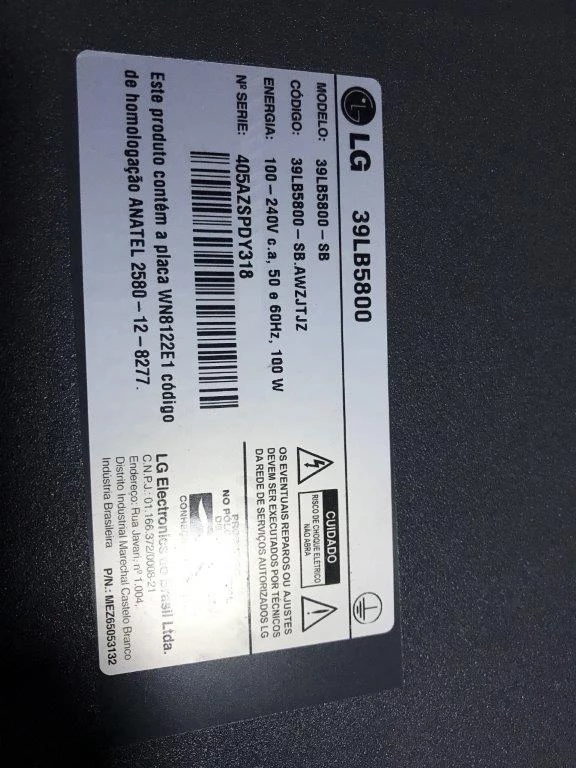 LG 39LB5800
MODELO: 39LB5800-SB
CÓDIGO: 39LB5800-SB.AWZJTJZ
ENERGIA: 100-240V c.a, 50 e 60Hz, 100 W
Nº SERIE: 405AZSPDY318
Este produto contém a placa WN8122E1 código
de homologação ANATEL 2580-12-8277.
CUIDADO
RISCO DE CHOQUE ELÉTRICO
NÃO ABRA
OS EVENTUAIS REPAROS OU AJUSTES
DEVEM SER EXECUTADOS POR TÉCNICOS
DA REDE DE SERVIÇOS AUTORIZADOS LG
NO
LG Electronics Brasil Ltda.
C.N.P.J.: 01.166.372/0008-21
Endereço: Rua Javari, nº 1.004,
Distrito Industrial Marechal Castelo Branco
Indústria Brasileira P/N.: MEZ65053132